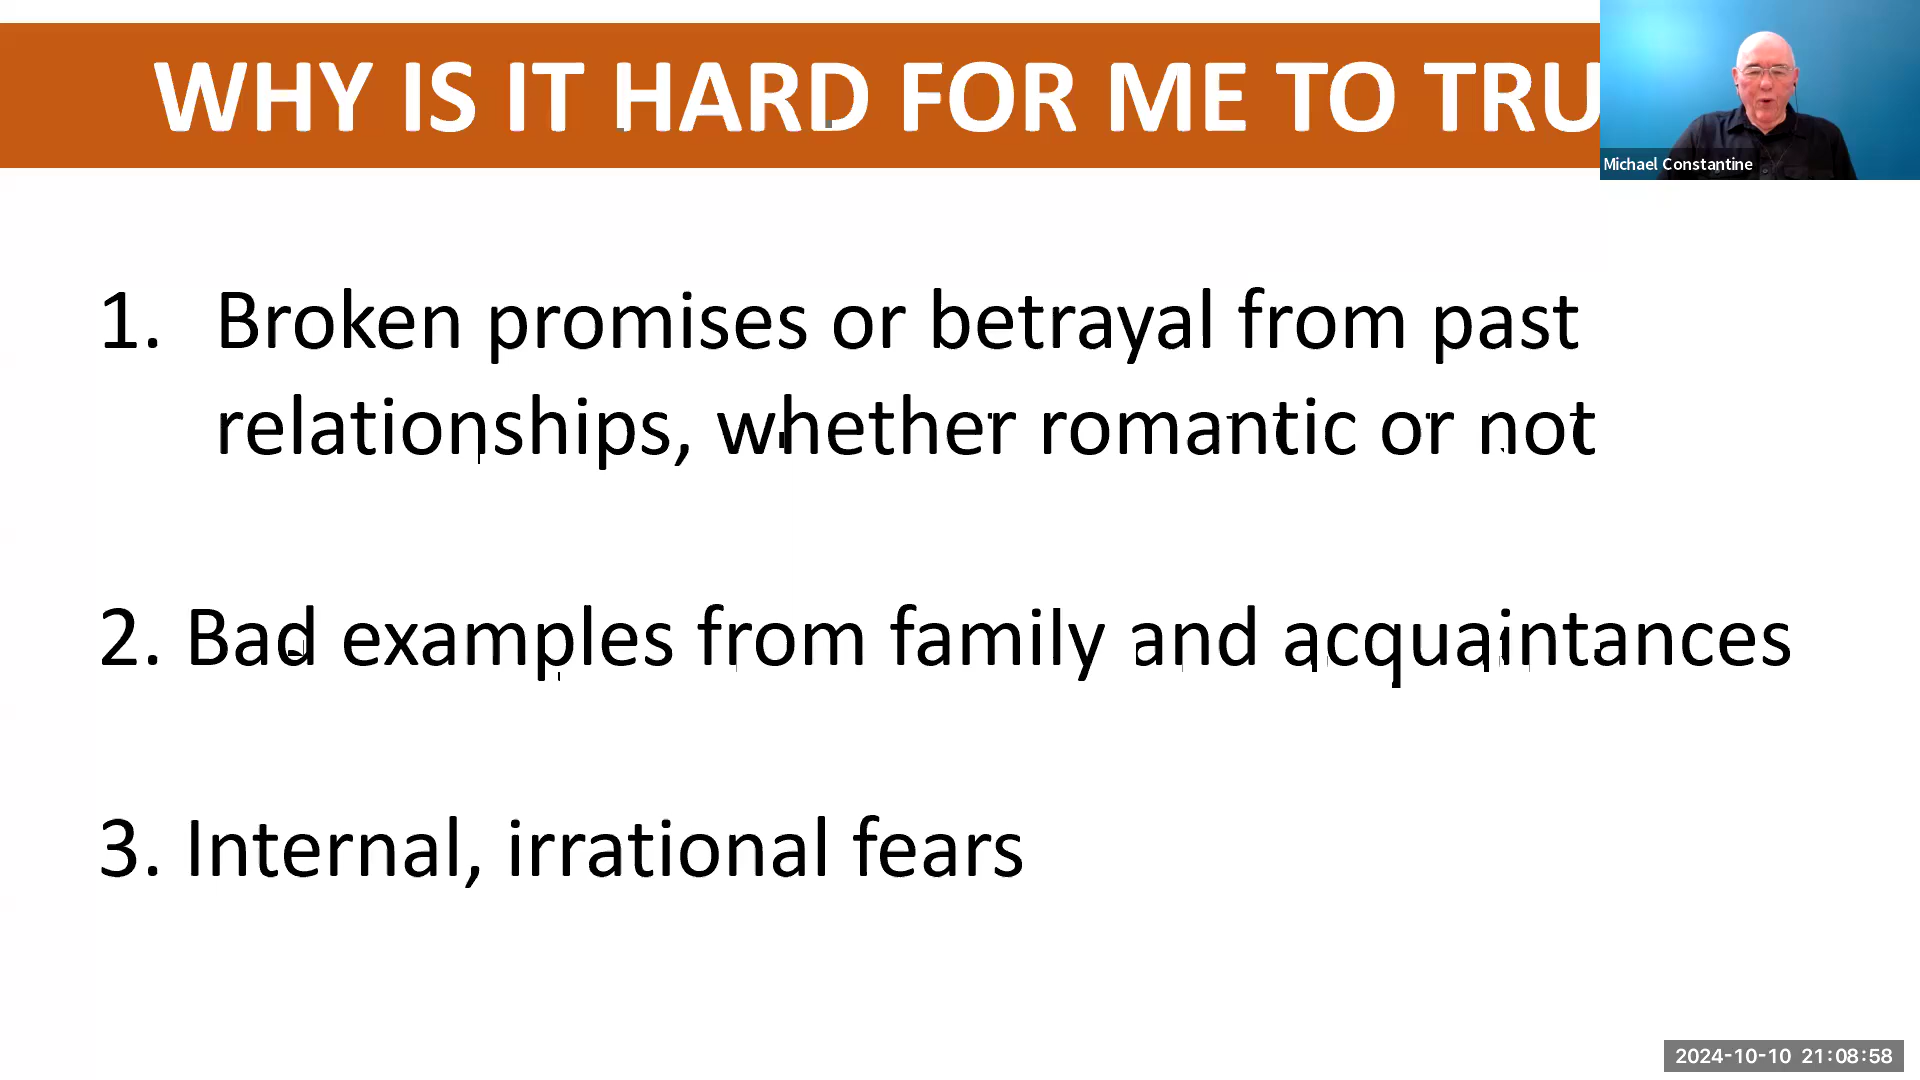 WHY IS IT HARD FOR ME TO TRU
Michael Constantine
1. Broken promises or betrayal from past
relationships, whether romantic or not
2. Bad examples from family and acquaintances
3. Internal, irrational fears
2024-10-10 21:08:58